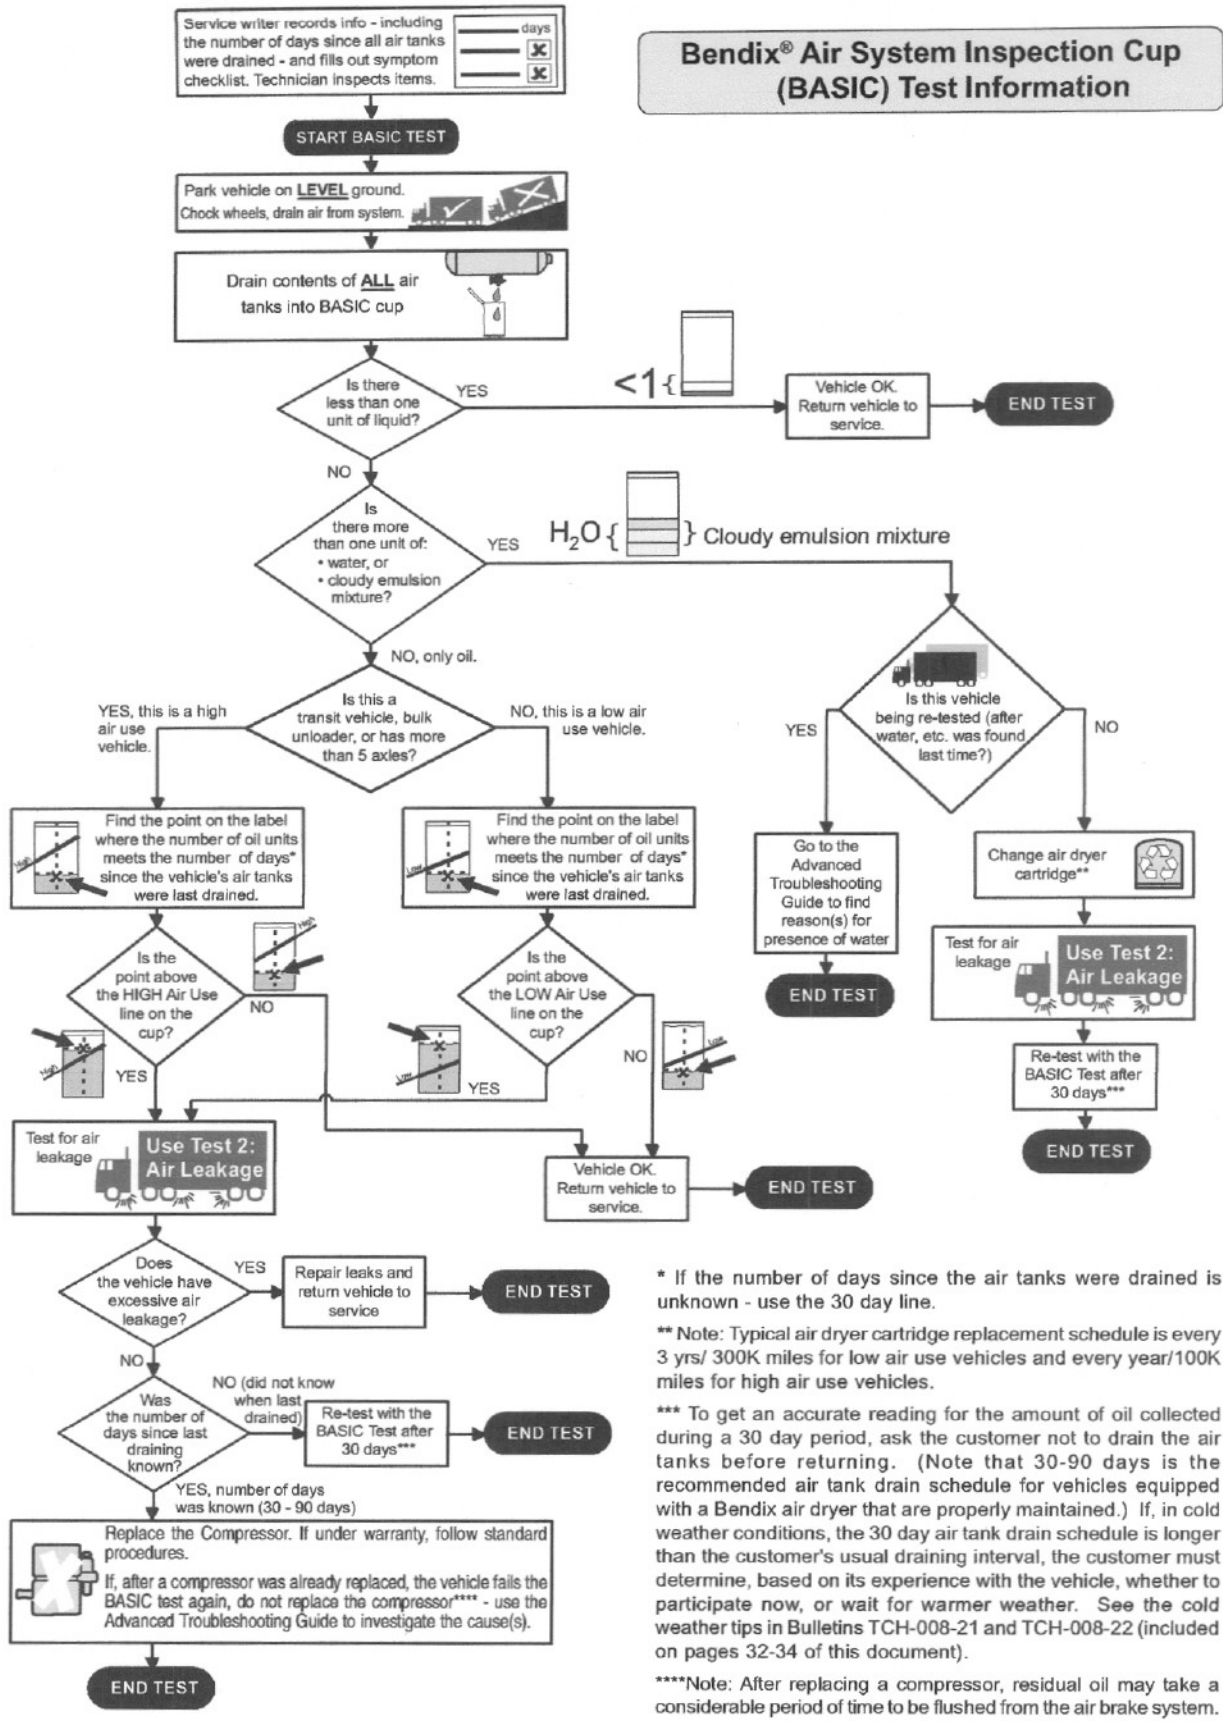 Service writer records info - including
the number of days since all air tanks
were drained - and fills out symptom
checklist. Technician inspects items.
days
Bendix® Air System Inspection Cup
(BASIC) Test Information
START BASIC TEST
Park vehicle on LEVEL ground.
Chock wheels, drain air from system.
Drain contents of ALL air
tanks into BASIC cup
Is there
less than one
unit of liquid?
YES
<1{
Vehicle OK.
Return vehicle to
service.
END TEST
NO
Is
there more
than one unit of:
• water, or
• cloudy emulsion
mixture?
YES
H₂O { } Cloudy emulsion mixture
NO, only oil.
Is this a
transit vehicle, bulk
unloader, or has more
than 5 axles?
YES, this is a high
air use
vehicle.
NO, this is a low air
use vehicle.
Is this vehicle
being re-tested (after
water, etc. was found
last time?)
YES
NO
High
Find the point on the label
where the number of oil units
meets the number of days*
since the vehicle's air tanks
were last drained.
Low
Find the point on the label
where the number of oil units
meets the number of days*
since the vehicle's air tanks
were last drained.
Go to the
Advanced
Troubleshooting
Guide to find
reason(s) for
presence of water
END TEST
Change air dryer
cartridge**
Test for air
leakage
Use Test 2:
Air Leakage
Re-test with the
BASIC Test after
30 days***
END TEST
Is the
point above
the HIGH Air Use
line on the
cup?
High
NO
High
YES
Is the
point above
the LOW Air Use
line on the
cup?
Low
YES
NO
Low
Test for air
leakage
Use Test 2:
Air Leakage
Vehicle OK.
Return vehicle to
service.
END TEST
Does
the vehicle have
excessive air
leakage?
YES
Repair leaks and
return vehicle to
service
END TEST
NO
Was
the number of
days since last
draining
known?
NO (did not know
when last
drained)
Re-test with the
BASIC Test after
30 days***
END TEST
YES, number of days
was known (30 - 90 days)
Replace the Compressor. If under warranty, follow standard
procedures.
If, after a compressor was already replaced, the vehicle fails the
BASIC test again, do not replace the compressor**** - use the
Advanced Troubleshooting Guide to investigate the cause(s).
END TEST
* If the number of days since the air tanks were drained is
unknown - use the 30 day line.
** Note: Typical air dryer cartridge replacement schedule is every
3 yrs/ 300K miles for low air use vehicles and every year/100K
miles for high air use vehicles.
*** To get an accurate reading for the amount of oil collected
during a 30 day period, ask the customer not to drain the air
tanks before returning. (Note that 30-90 days is the
recommended air tank drain schedule for vehicles equipped
with a Bendix air dryer that are properly maintained.) If, in cold
weather conditions, the 30 day air tank drain schedule is longer
than the customer's usual draining interval, the customer must
determine, based on its experience with the vehicle, whether to
participate now, or wait for warmer weather. See the cold
weather tips in Bulletins TCH-008-21 and TCH-008-22 (included
on pages 32-34 of this document).
****Note: After replacing a compressor, residual oil may take a
considerable period of time to be flushed from the air brake system.